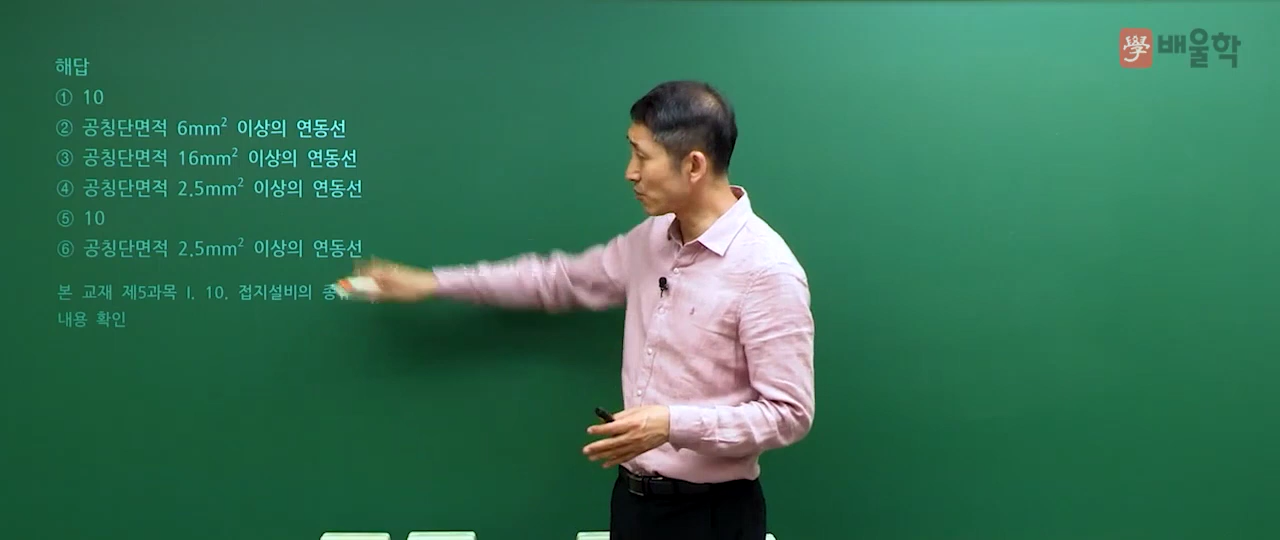 學 배울학
해답
① 10
② 공칭단면적 6mm² 이상의 연동선
③ 공칭단면적 16mm² 이상의 연동선
④ 공칭단면적 2.5mm² 이상의 연동선
⑤ 10
⑥ 공칭단면적 2.5mm² 이상의 연동선
본 교재 제5과목 I. 10. 접지설비의
내용 확인